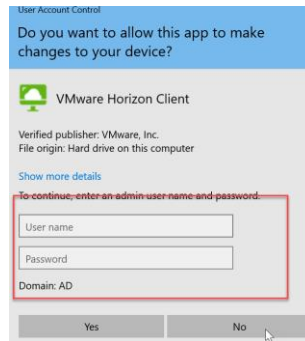 User Account Control
Do you want to allow this app to make
changes to your device?
VMware Horizon Client
Verified publisher: VMware, Inc.
File origin: Hard drive on this computer
Show more details
To continue, enter an admin user name and password.
User name
Password
Domain: AD
Yes No